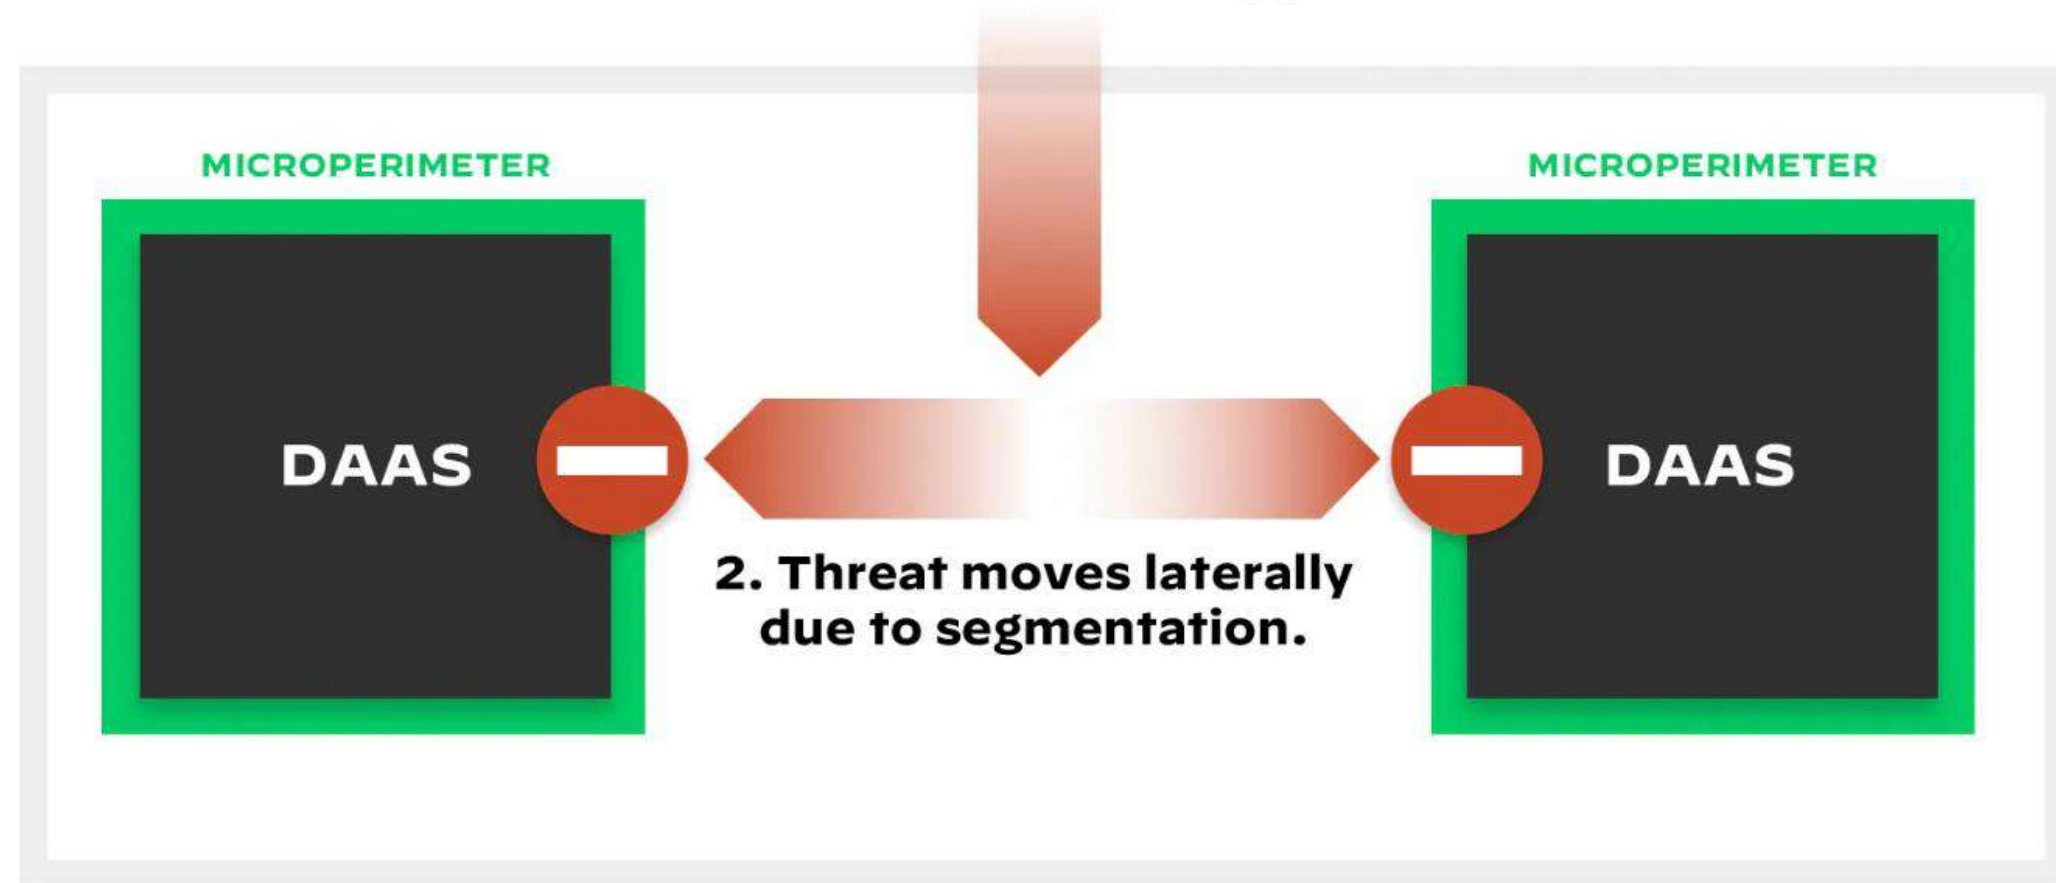 MICROPERIMETER
MICROPERIMETER
DAAS
DAAS
2. Threat moves laterally
due to segmentation.